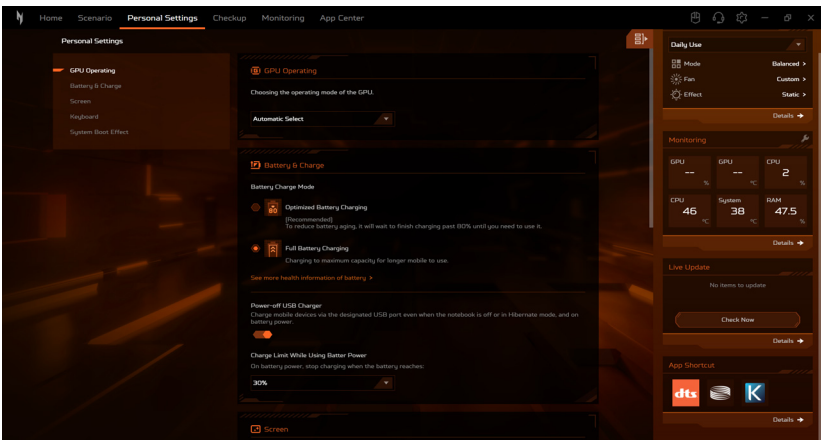 Home Scenario Personal Settings Checkup Monitoring App Center
Personal Settings
GPU Operating
Battery & Charge
Screen
Keyboard
System Boot Effect
GPU Operating
Choosing the operating mode of the GPU.
Automatic Select
Battery & Charge
Battery Charge Mode
80
Optimized Battery Charging
[Recommended]
To reduce battery aging, it will wait to finish charging past 80% until you need to use it.
Full Battery Charging
Charging to maximum capacity for longer mobile to use.
See more health information of battery >
Power-off USB Charger
Charge mobile devices via the designated USB port even when the notebook is off or in Hibernate mode, and on
battery power.
Charge Limit While Using Batter Power
On battery power, stop charging when the battery reaches:
30%
Screen
Daily Use
Mode Balanced >
Fan Custom >
Effect Static >
Details →
Monitoring
GPU GPU CPU
-- -- 2
% °C %
CPU System RAM
46 38 47.5
°C °C %
Details →
Live Update
No items to update
Check Now
Details →
App Shortcut
dts K
Details →